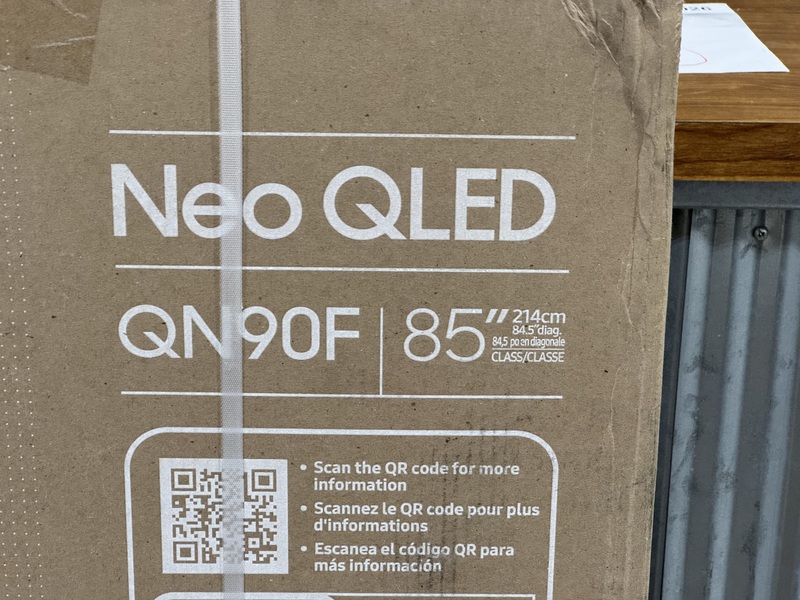 Neo QLED
QN90F
85" 214cm
84.5"diag.
84,5 po en diagonale
CLASS/CLASSE
• Scan the QR code for more
information
• Scannez le QR code pour plus
d'informations
• Escanea el código QR para
más información